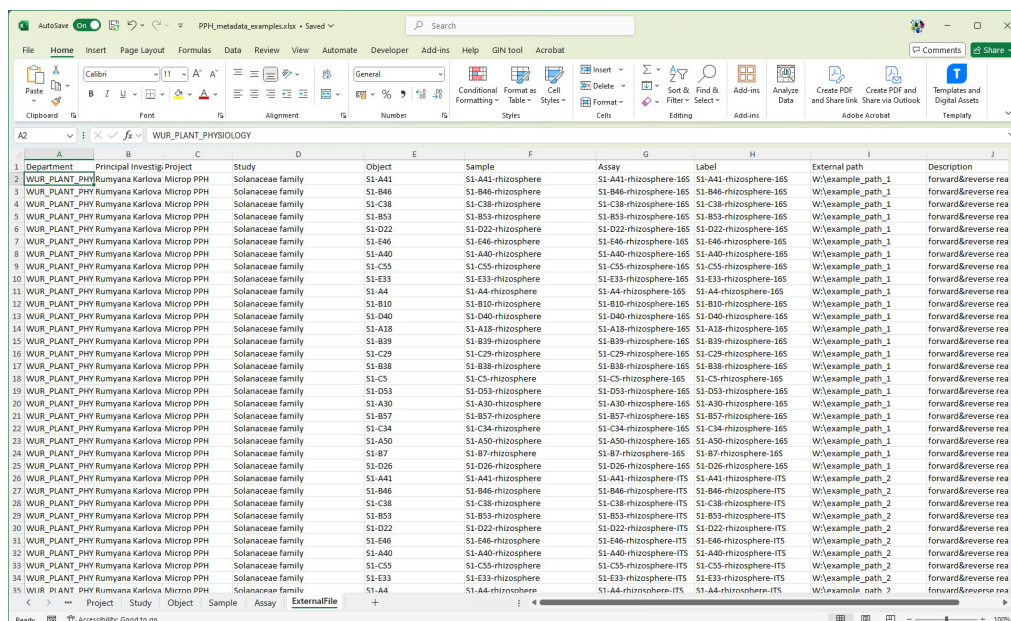 AutoSave On PPH_metadata_examples.xlsx • Saved Search
File Home Insert Page Layout Formulas Data Review View Automate Developer Add-ins Help GIN tool Acrobat Comments Share
Paste Calibri 11 A^ A˅ ab General Conditional Formatting Format as Table Cell Styles Insert Delete Format Sort & Filter Find & Select Add-ins Analyze Data Create PDF and Share link Create PDF and Share via Outlook Templates and Digital Assets
B I U A % 9
Clipboard Font Alignment Number Styles Cells Editing Add-ins Adobe Acrobat Templafy
A2 fx WUR_PLANT_PHYSIOLOGY
A B C D E F G H I J
1 Department Principal Investig Project Study Object Sample Assay Label External path Description
2 WUR_PLANT_PHY Rumyana Karlova Microp PPH Solanaceae family S1-A41 S1-A41-rhizosphere S1-A41-rhizosphere-16S S1-A41-rhizosphere-16S W:\example_path_1 forward&reverse rea
3 WUR_PLANT_PHY Rumyana Karlova Microp PPH Solanaceae family S1-B46 S1-B46-rhizosphere S1-B46-rhizosphere-16S S1-B46-rhizosphere-16S W:\example_path_1 forward&reverse rea
4 WUR_PLANT_PHY Rumyana Karlova Microp PPH Solanaceae family S1-C38 S1-C38-rhizosphere S1-C38-rhizosphere-16S S1-C38-rhizosphere-16S W:\example_path_1 forward&reverse rea
5 WUR_PLANT_PHY Rumyana Karlova Microp PPH Solanaceae family S1-B53 S1-B53-rhizosphere S1-B53-rhizosphere-16S S1-B53-rhizosphere-16S W:\example_path_1 forward&reverse rea
6 WUR_PLANT_PHY Rumyana Karlova Microp PPH Solanaceae family S1-D22 S1-D22-rhizosphere S1-D22-rhizosphere-16S S1-D22-rhizosphere-16S W:\example_path_1 forward&reverse rea
7 WUR_PLANT_PHY Rumyana Karlova Microp PPH Solanaceae family S1-E46 S1-E46-rhizosphere S1-E46-rhizosphere-16S S1-E46-rhizosphere-16S W:\example_path_1 forward&reverse rea
8 WUR_PLANT_PHY Rumyana Karlova Microp PPH Solanaceae family S1-A40 S1-A40-rhizosphere S1-A40-rhizosphere-16S S1-A40-rhizosphere-16S W:\example_path_1 forward&reverse rea
9 WUR_PLANT_PHY Rumyana Karlova Microp PPH Solanaceae family S1-C55 S1-C55-rhizosphere S1-C55-rhizosphere-16S S1-C55-rhizosphere-16S W:\example_path_1 forward&reverse rea
10 WUR_PLANT_PHY Rumyana Karlova Microp PPH Solanaceae family S1-E33 S1-E33-rhizosphere S1-E33-rhizosphere-16S S1-E33-rhizosphere-16S W:\example_path_1 forward&reverse rea
11 WUR_PLANT_PHY Rumyana Karlova Microp PPH Solanaceae family S1-A4 S1-A4-rhizosphere S1-A4-rhizosphere-16S S1-A4-rhizosphere-16S W:\example_path_1 forward&reverse rea
12 WUR_PLANT_PHY Rumyana Karlova Microp PPH Solanaceae family S1-B10 S1-B10-rhizosphere S1-B10-rhizosphere-16S S1-B10-rhizosphere-16S W:\example_path_1 forward&reverse rea
13 WUR_PLANT_PHY Rumyana Karlova Microp PPH Solanaceae family S1-D40 S1-D40-rhizosphere S1-D40-rhizosphere-16S S1-D40-rhizosphere-16S W:\example_path_1 forward&reverse rea
14 WUR_PLANT_PHY Rumyana Karlova Microp PPH Solanaceae family S1-A18 S1-A18-rhizosphere S1-A18-rhizosphere-16S S1-A18-rhizosphere-16S W:\example_path_1 forward&reverse rea
15 WUR_PLANT_PHY Rumyana Karlova Microp PPH Solanaceae family S1-B39 S1-B39-rhizosphere S1-B39-rhizosphere-16S S1-B39-rhizosphere-16S W:\example_path_1 forward&reverse rea
16 WUR_PLANT_PHY Rumyana Karlova Microp PPH Solanaceae family S1-C29 S1-C29-rhizosphere S1-C29-rhizosphere-16S S1-C29-rhizosphere-16S W:\example_path_1 forward&reverse rea
17 WUR_PLANT_PHY Rumyana Karlova Microp PPH Solanaceae family S1-B38 S1-B38-rhizosphere S1-B38-rhizosphere-16S S1-B38-rhizosphere-16S W:\example_path_1 forward&reverse rea
18 WUR_PLANT_PHY Rumyana Karlova Microp PPH Solanaceae family S1-C5 S1-C5-rhizosphere S1-C5-rhizosphere-16S S1-C5-rhizosphere-16S W:\example_path_1 forward&reverse rea
19 WUR_PLANT_PHY Rumyana Karlova Microp PPH Solanaceae family S1-D53 S1-D53-rhizosphere S1-D53-rhizosphere-16S S1-D53-rhizosphere-16S W:\example_path_1 forward&reverse rea
20 WUR_PLANT_PHY Rumyana Karlova Microp PPH Solanaceae family S1-A30 S1-A30-rhizosphere S1-A30-rhizosphere-16S S1-A30-rhizosphere-16S W:\example_path_1 forward&reverse rea
21 WUR_PLANT_PHY Rumyana Karlova Microp PPH Solanaceae family S1-B57 S1-B57-rhizosphere S1-B57-rhizosphere-16S S1-B57-rhizosphere-16S W:\example_path_1 forward&reverse rea
22 WUR_PLANT_PHY Rumyana Karlova Microp PPH Solanaceae family S1-C34 S1-C34-rhizosphere S1-C34-rhizosphere-16S S1-C34-rhizosphere-16S W:\example_path_1 forward&reverse rea
23 WUR_PLANT_PHY Rumyana Karlova Microp PPH Solanaceae family S1-A50 S1-A50-rhizosphere S1-A50-rhizosphere-16S S1-A50-rhizosphere-16S W:\example_path_1 forward&reverse rea
24 WUR_PLANT_PHY Rumyana Karlova Microp PPH Solanaceae family S1-B7 S1-B7-rhizosphere S1-B7-rhizosphere-16S S1-B7-rhizosphere-16S W:\example_path_1 forward&reverse rea
25 WUR_PLANT_PHY Rumyana Karlova Microp PPH Solanaceae family S1-D26 S1-D26-rhizosphere S1-D26-rhizosphere-16S S1-D26-rhizosphere-16S W:\example_path_1 forward&reverse rea
26 WUR_PLANT_PHY Rumyana Karlova Microp PPH Solanaceae family S1-A41 S1-A41-rhizosphere S1-A41-rhizosphere-ITS S1-A41-rhizosphere-ITS W:\example_path_2 forward&reverse rea
27 WUR_PLANT_PHY Rumyana Karlova Microp PPH Solanaceae family S1-B46 S1-B46-rhizosphere S1-B46-rhizosphere-ITS S1-B46-rhizosphere-ITS W:\example_path_2 forward&reverse rea
28 WUR_PLANT_PHY Rumyana Karlova Microp PPH Solanaceae family S1-C38 S1-C38-rhizosphere S1-C38-rhizosphere-ITS S1-C38-rhizosphere-ITS W:\example_path_2 forward&reverse rea
29 WUR_PLANT_PHY Rumyana Karlova Microp PPH Solanaceae family S1-B53 S1-B53-rhizosphere S1-B53-rhizosphere-ITS S1-B53-rhizosphere-ITS W:\example_path_2 forward&reverse rea
30 WUR_PLANT_PHY Rumyana Karlova Microp PPH Solanaceae family S1-D22 S1-D22-rhizosphere S1-D22-rhizosphere-ITS S1-D22-rhizosphere-ITS W:\example_path_2 forward&reverse rea
31 WUR_PLANT_PHY Rumyana Karlova Microp PPH Solanaceae family S1-E46 S1-E46-rhizosphere S1-E46-rhizosphere-ITS S1-E46-rhizosphere-ITS W:\example_path_2 forward&reverse rea
32 WUR_PLANT_PHY Rumyana Karlova Microp PPH Solanaceae family S1-A40 S1-A40-rhizosphere S1-A40-rhizosphere-ITS S1-A40-rhizosphere-ITS W:\example_path_2 forward&reverse rea
33 WUR_PLANT_PHY Rumyana Karlova Microp PPH Solanaceae family S1-C55 S1-C55-rhizosphere S1-C55-rhizosphere-ITS S1-C55-rhizosphere-ITS W:\example_path_2 forward&reverse rea
34 WUR_PLANT_PHY Rumyana Karlova Microp PPH Solanaceae family S1-E33 S1-E33-rhizosphere S1-E33-rhizosphere-ITS S1-E33-rhizosphere-ITS W:\example_path_2 forward&reverse rea
35 WUR_PLANT_PHY Rumyana Karlova Microp PPH Solanaceae family S1-A4 S1-A4-rhizosphere S1-A4-rhizosphere-ITS S1-A4-rhizosphere-ITS W:\example_path_2 forward&reverse rea
Project Study Object Sample Assay ExternalFile
Ready Accessibility: Good to go 100%